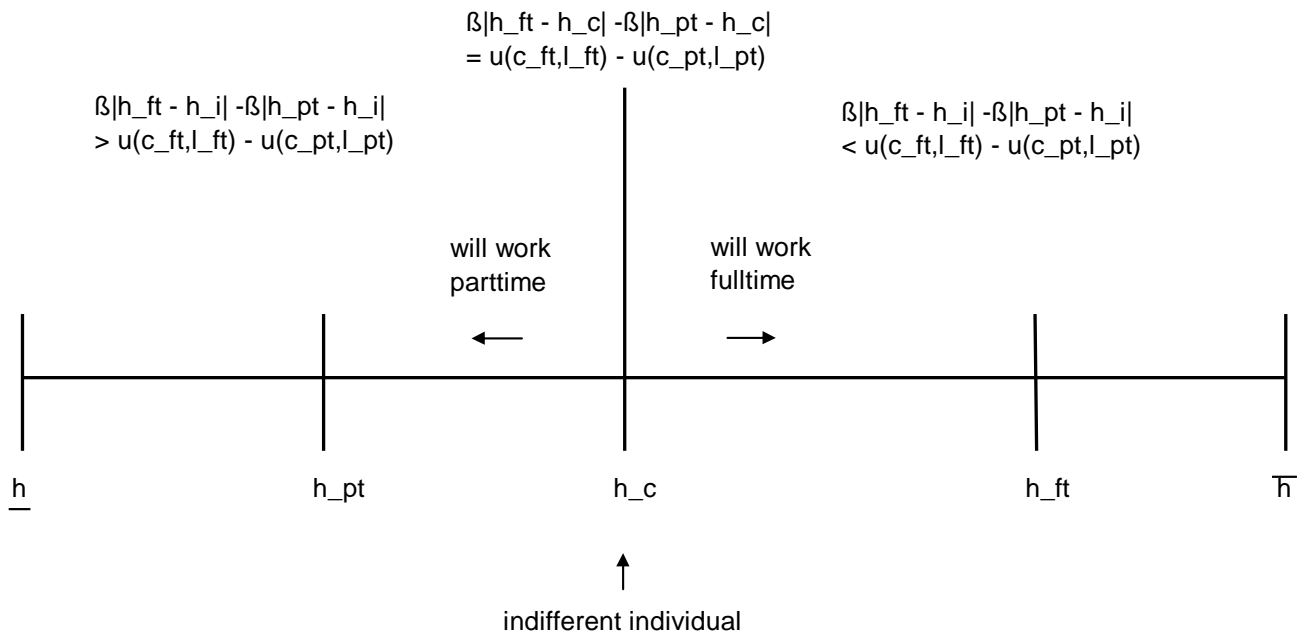 ß|h_ft - h_c| -ß|h_pt - h_c|
= u(c_ft,l_ft) - u(c_pt,l_pt)
ß|h_ft - h_i| -ß|h_pt - h_i|
> u(c_ft,l_ft) - u(c_pt,l_pt)
ß|h_ft - h_i| -ß|h_pt - h_i|
< u(c_ft,l_ft) - u(c_pt,l_pt)
will work
parttime
will work
fulltime
h
h_pt
h_c
h_ft
h
indifferent individual